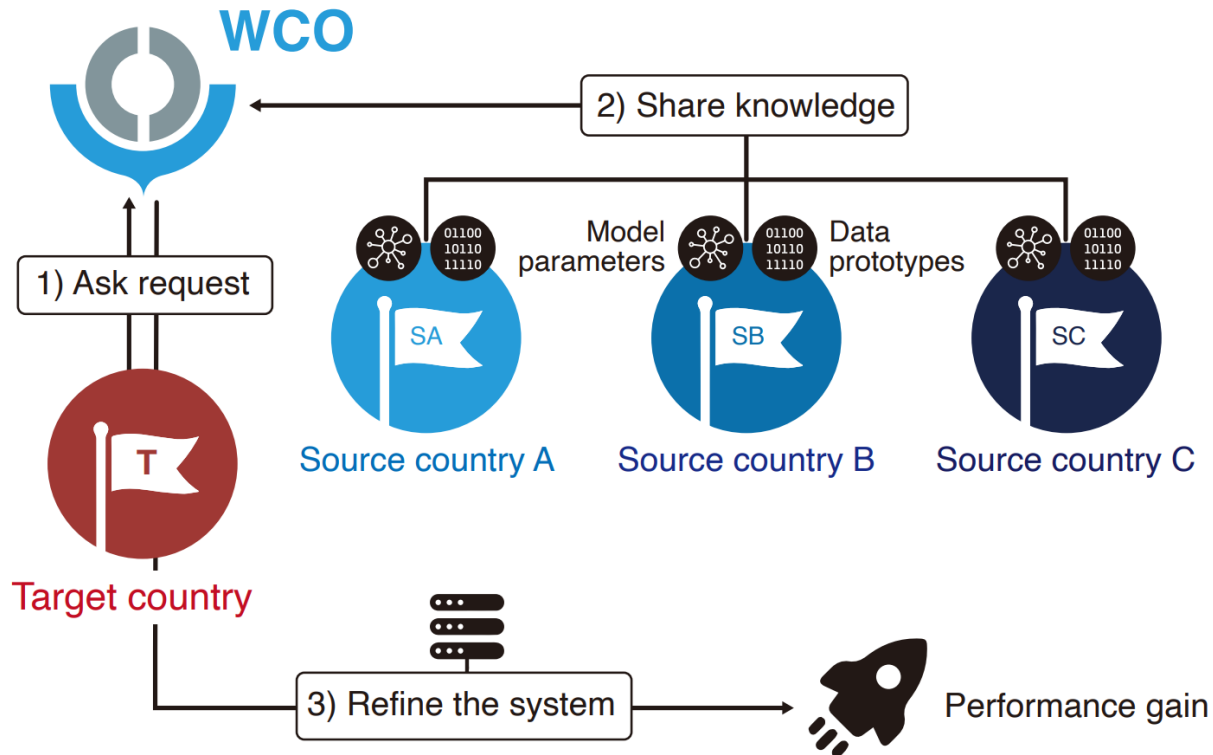 WCO
2) Share knowledge
1) Ask request
Model
parameters
Data
prototypes
01100
10110
11110
01100
10110
11110
01100
10110
11110
SA
SB
SC
Source country A
Source country B
Source country C
T
Target country
3) Refine the system
Performance gain